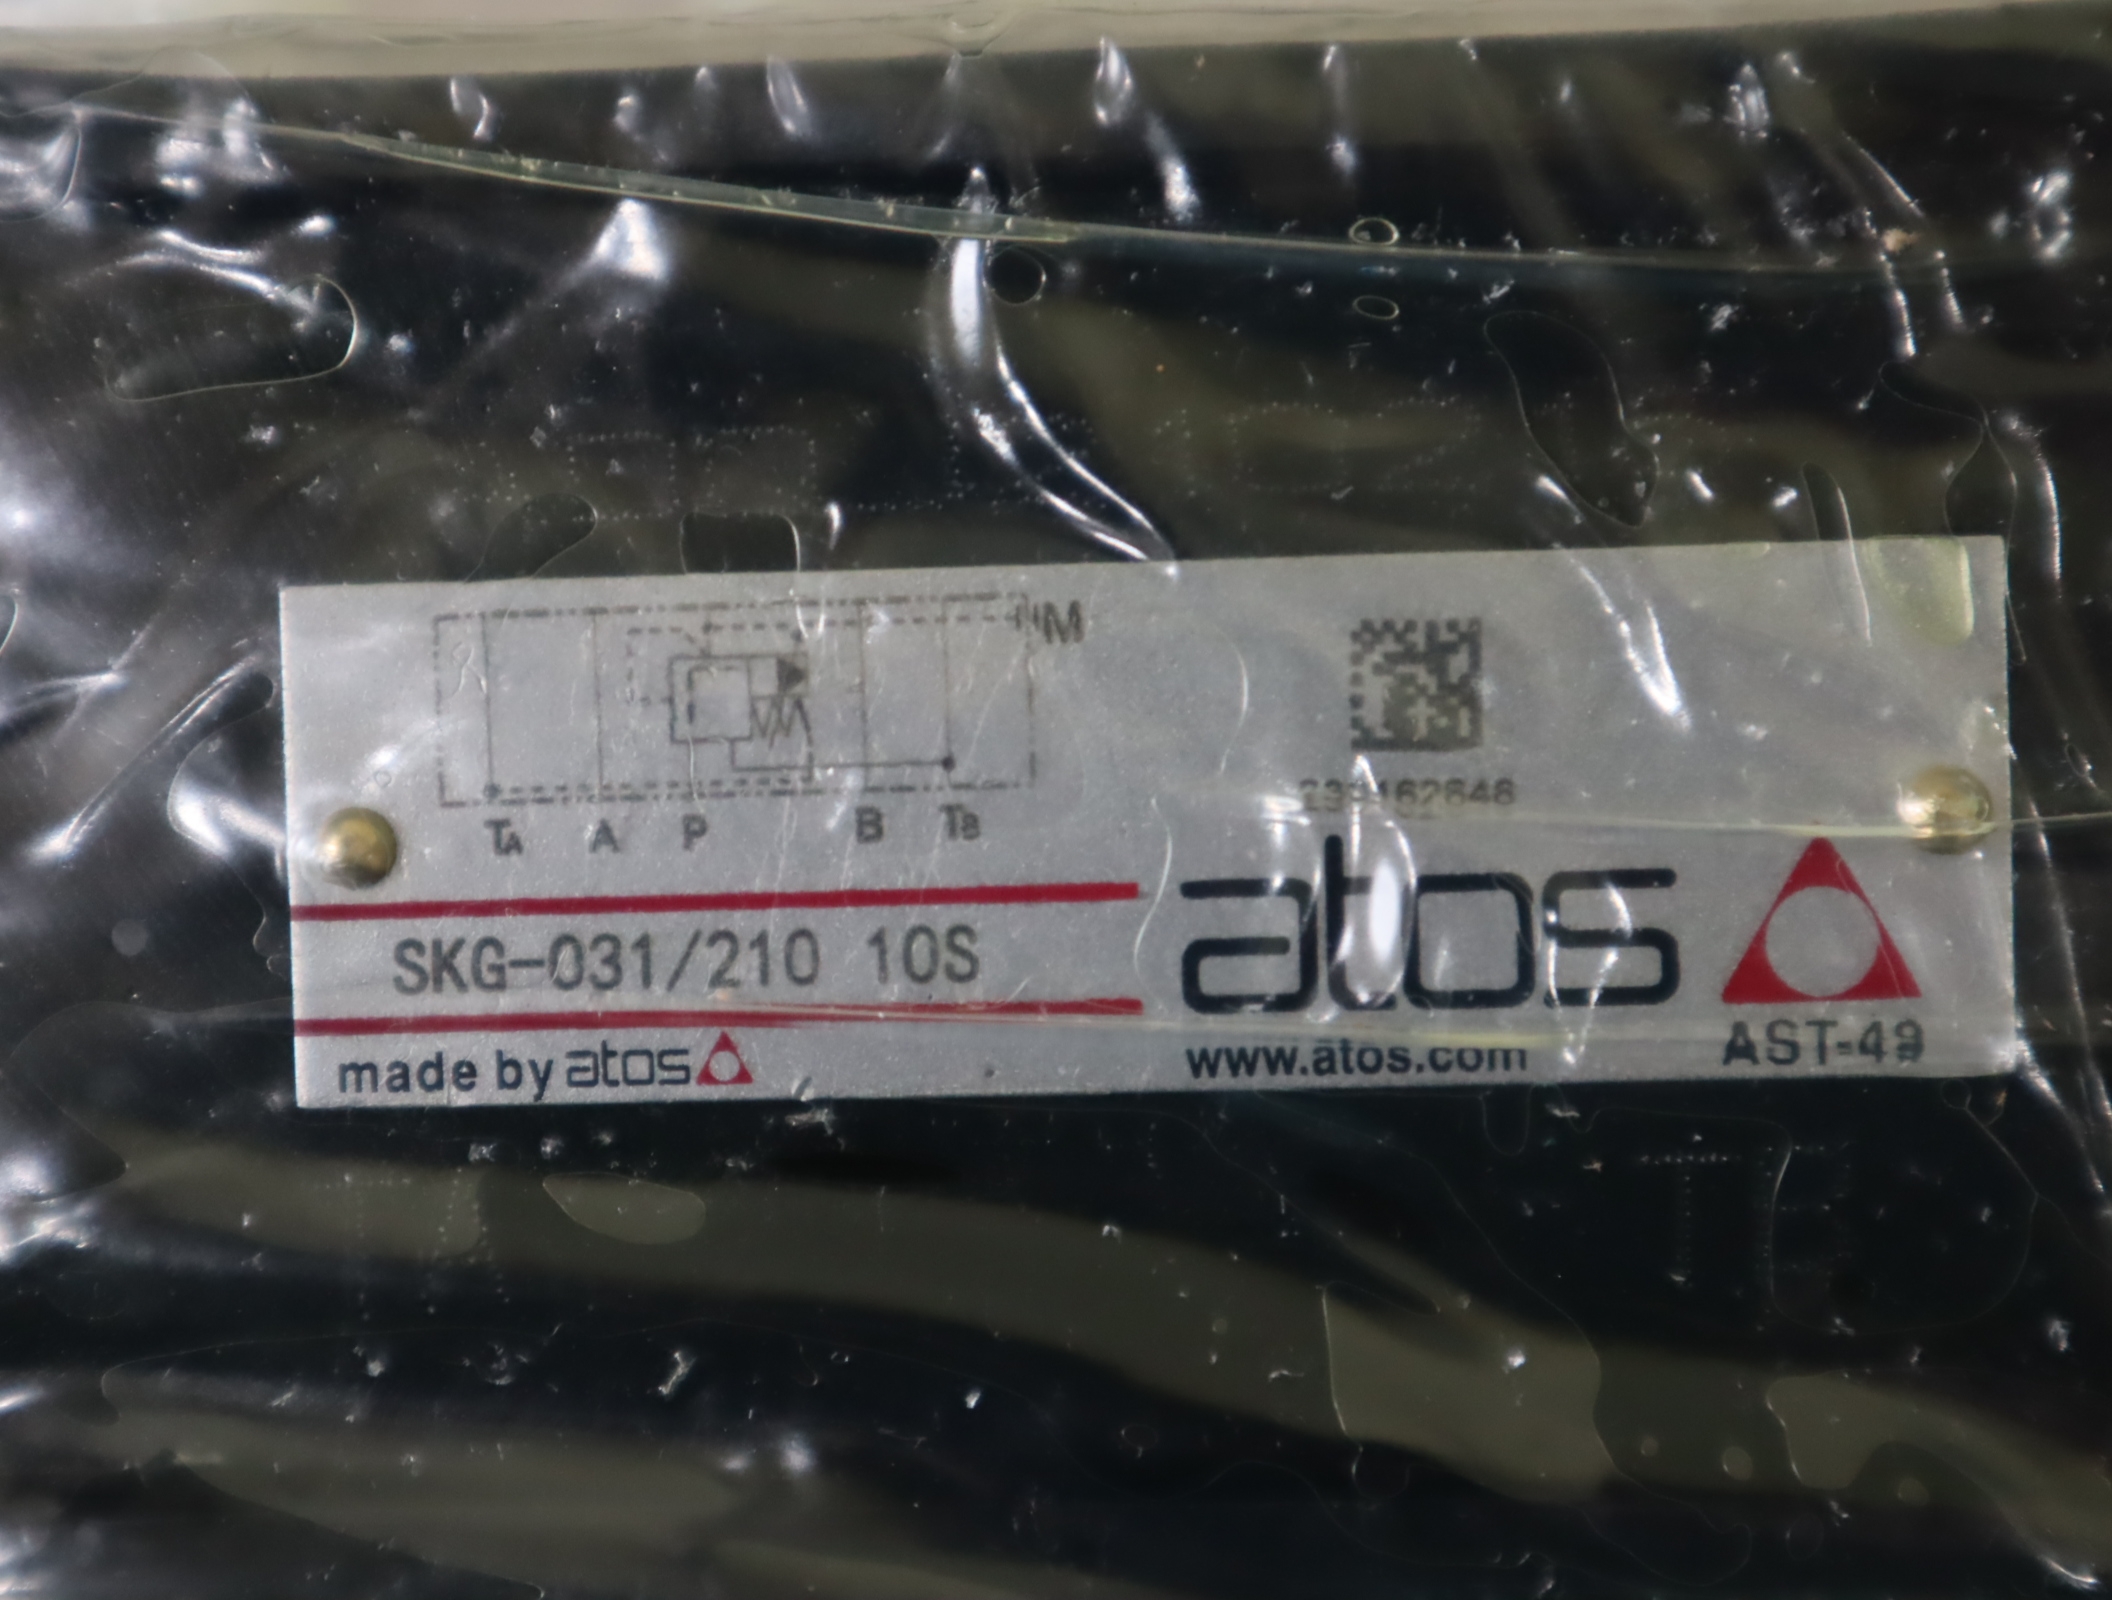 M
TA A P B TB
SKG-031/210 10S
made by atos
atos
www.atos.com
AST-49